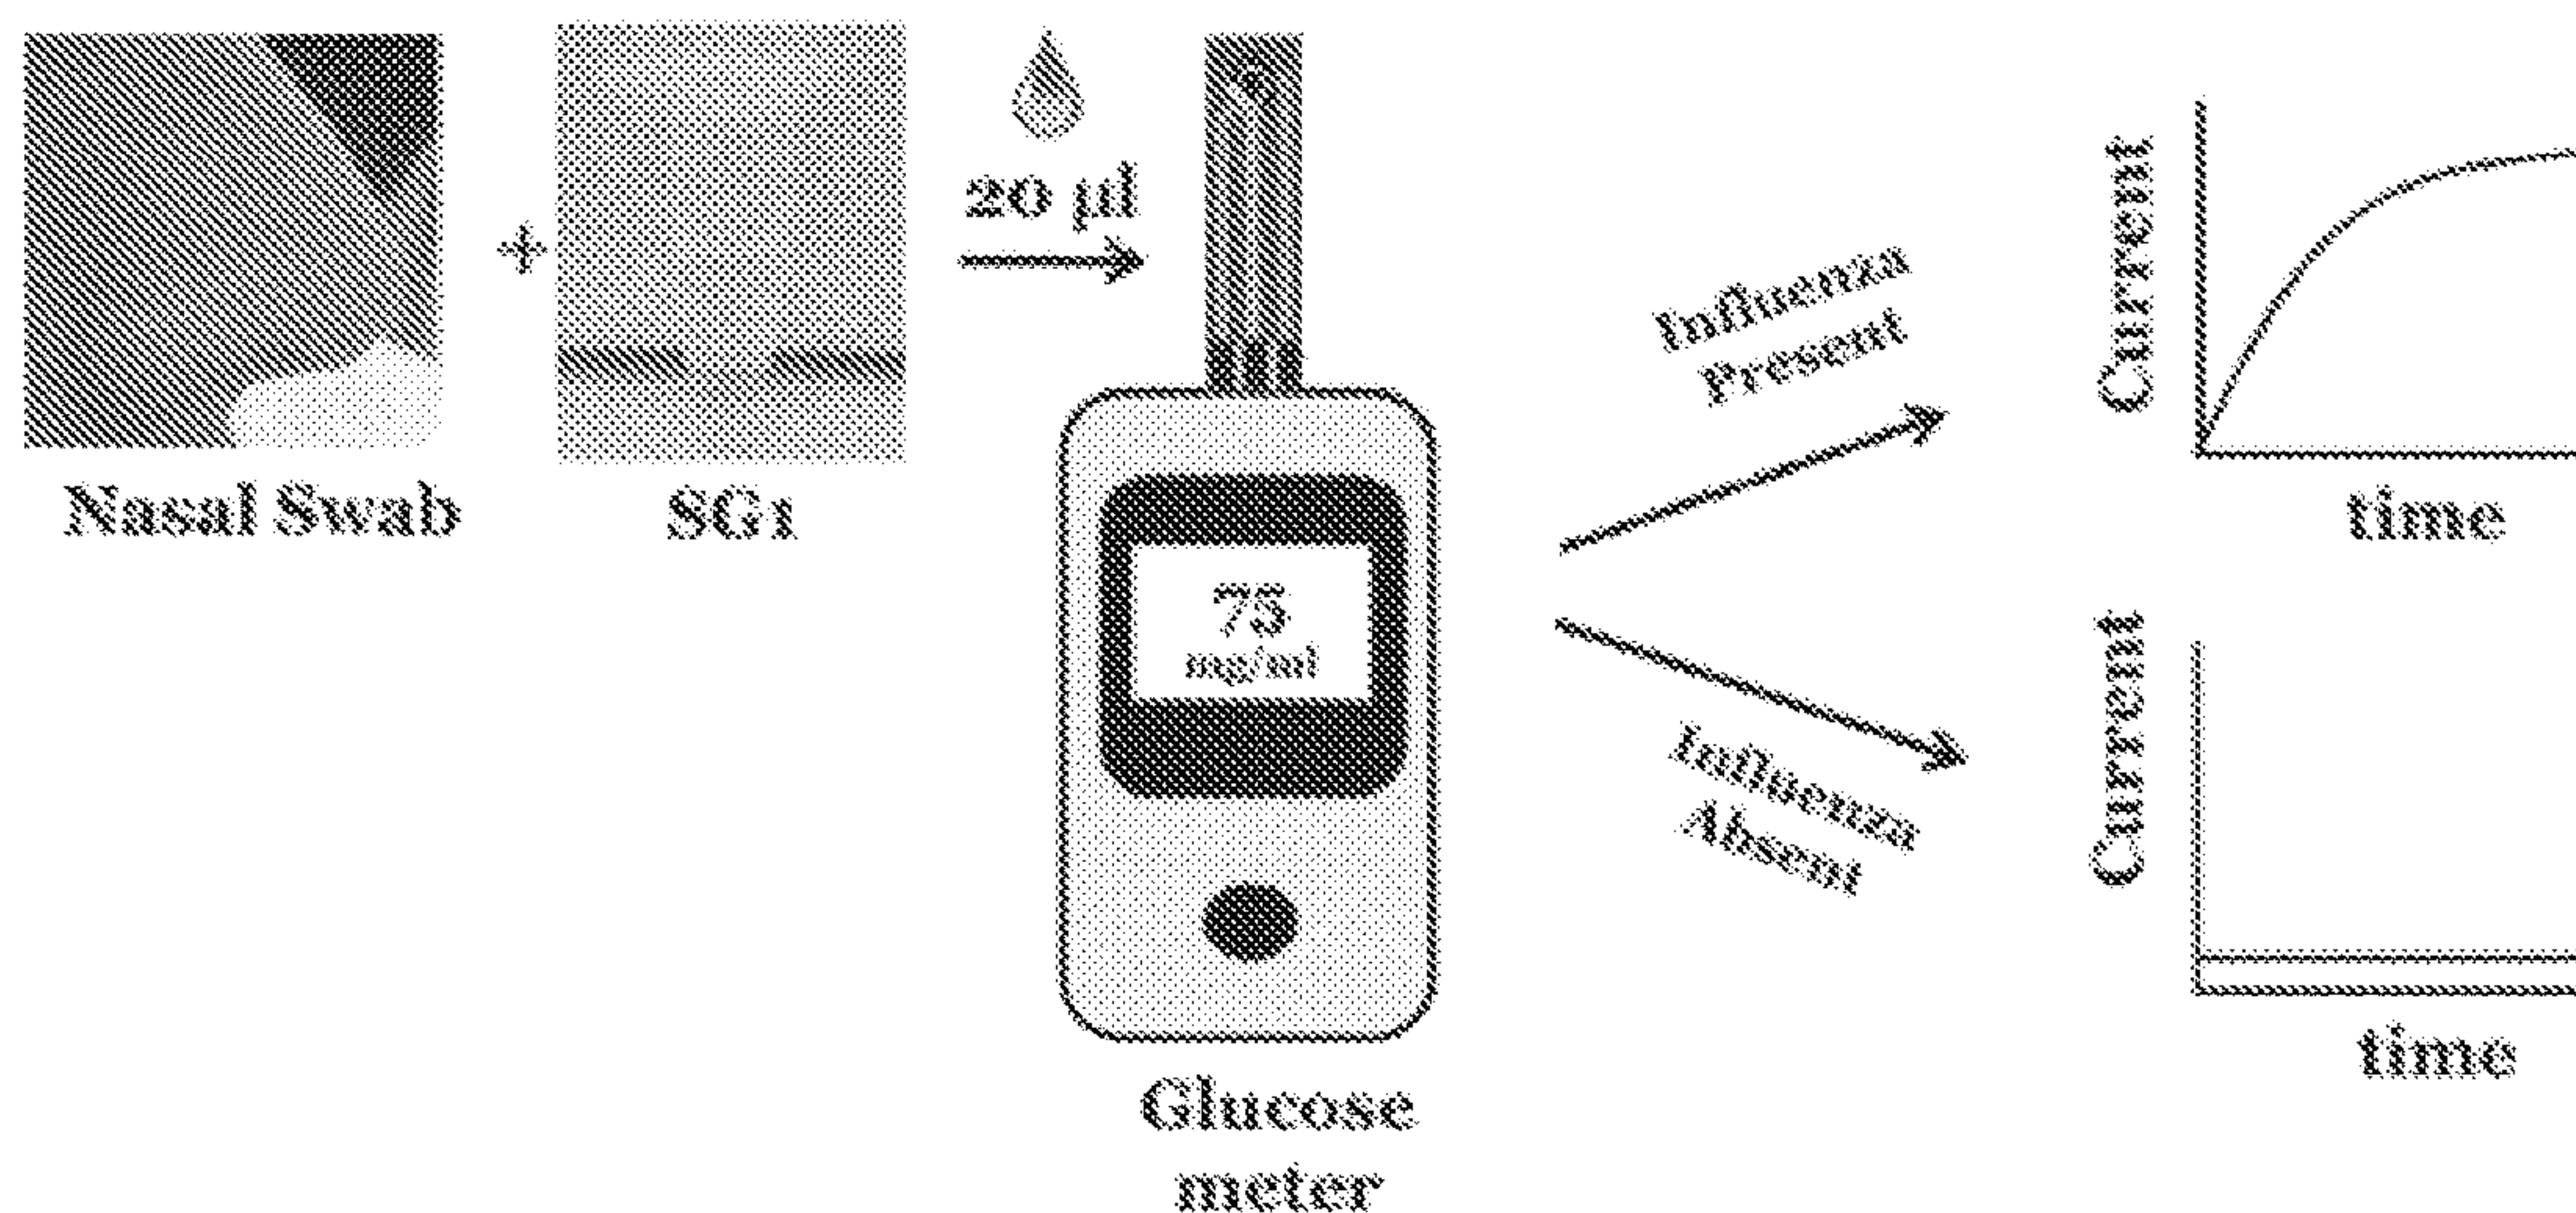 Nasal Swab
+
SG1
20 µl
75
mg/ml
Glucose
meter
Influenza
Present
Influenza
Absent
Current
time
Current
time